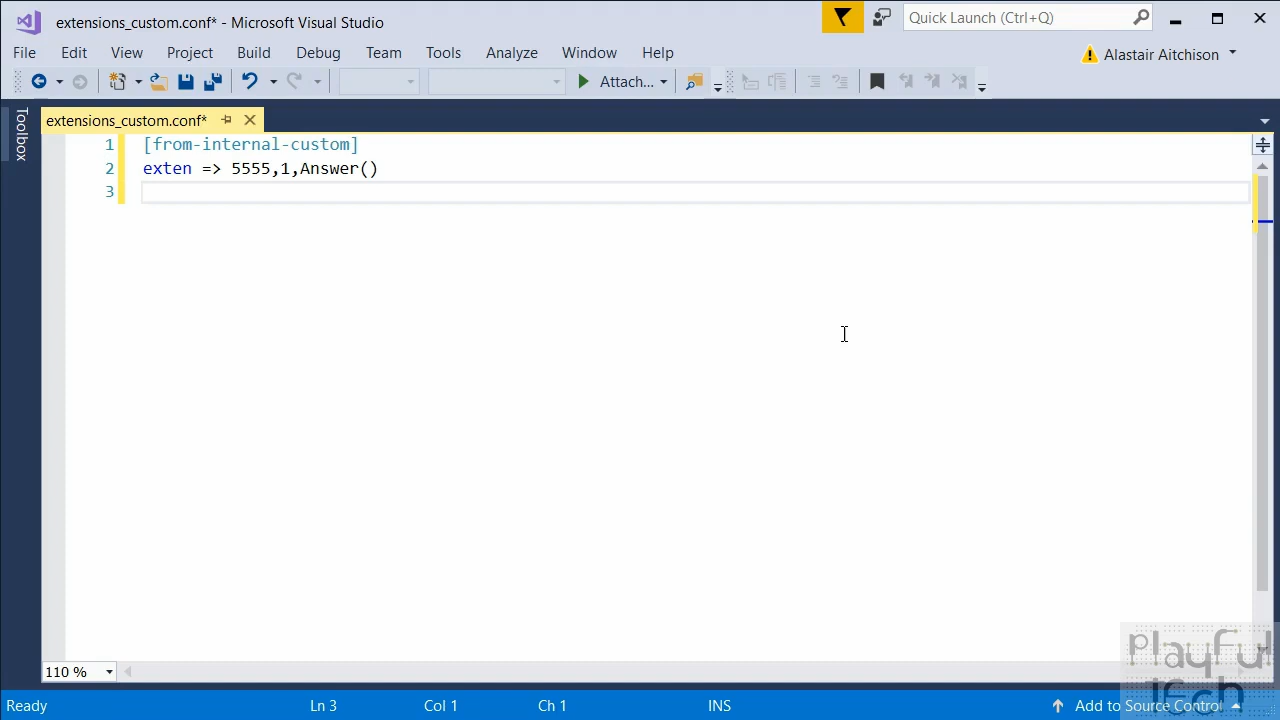 extensions_custom.conf* - Microsoft Visual Studio
Quick Launch (Ctrl+Q)
File Edit View Project Build Debug Team Tools Analyze Window Help
Alastair Aitchison
Attach...
Toolbox
extensions_custom.conf*
1 [from-internal-custom]
2 exten => 5555,1,Answer()
3
110 %
Playful
Tech
Ready Ln 3 Col 1 Ch 1 INS Add to Source Control